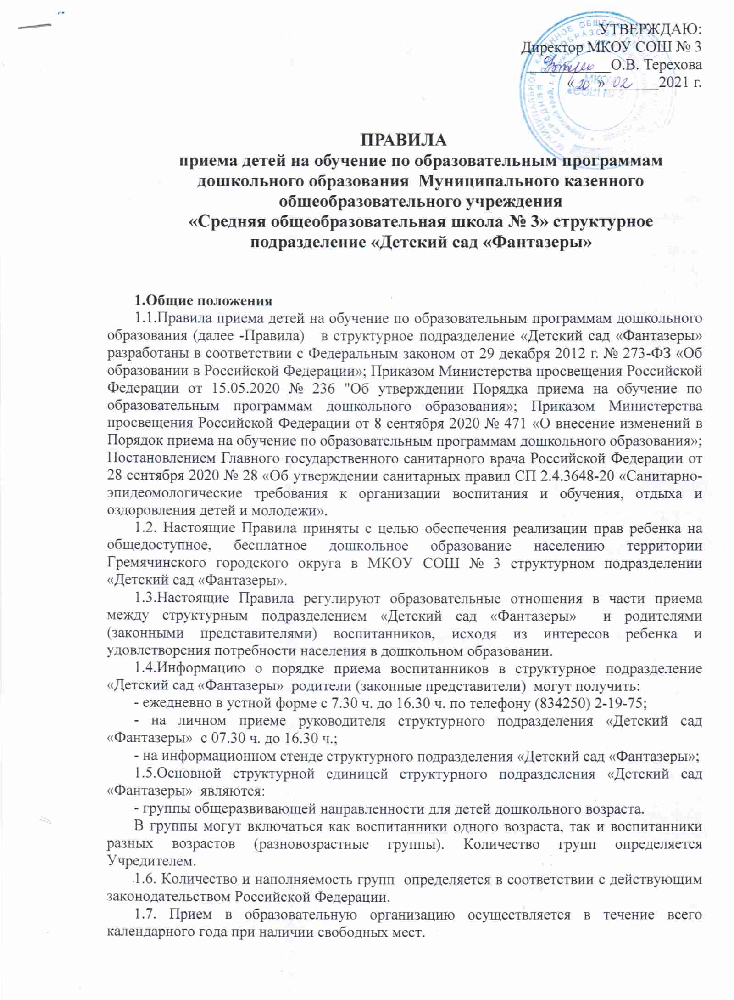 УТВЕРЖДАЮ:
Директор МКОУ СОШ № 3
___________О.В. Терехова
«20» 02 2021 г.
МКОУ
«СОШ № 3
ПРАВИЛА
приема детей на обучение по образовательным программам
дошкольного образования Муниципального казенного
общеобразовательного учреждения
«Средняя общеобразовательная школа № 3» структурное
подразделение «Детский сад «Фантазеры»
1.Общие положения
1.1.Правила приема детей на обучение по образовательным программам дошкольного
образования (далее -Правила) в структурное подразделение «Детский сад «Фантазеры»
разработаны в соответствии с Федеральным законом от 29 декабря 2012 г. № 273-ФЗ «Об
образовании в Российской Федерации»; Приказом Министерства просвещения Российской
Федерации от 15.05.2020 № 236 "Об утверждении Порядка приема на обучение по
образовательным программам дошкольного образования»; Приказом Министерства
просвещения Российской Федерации от 8 сентября 2020 № 471 «О внесение изменений в
Порядок приема на обучение по образовательным программам дошкольного образования»;
Постановлением Главного государственного санитарного врача Российской Федерации от
28 сентября 2020 № 28 «Об утверждении санитарных правил СП 2.4.3648-20 «Санитарно-
эпидеомологические требования к организации воспитания и обучения, отдыха и
оздоровления детей и молодежи».
1.2. Настоящие Правила приняты с целью обеспечения реализации прав ребенка на
общедоступное, бесплатное дошкольное образование населению территории
Гремячинского городского округа в МКОУ СОШ № 3 структурном подразделении
«Детский сад «Фантазеры».
1.3.Настоящие Правила регулируют образовательные отношения в части приема
между структурным подразделением «Детский сад «Фантазеры» и родителями
(законными представителями) воспитанников, исходя из интересов ребенка и
удовлетворения потребности населения в дошкольном образовании.
1.4.Информацию о порядке приема воспитанников в структурное подразделение
«Детский сад «Фантазеры» родители (законные представители) могут получить:
- ежедневно в устной форме с 7.30 ч. до 16.30 ч. по телефону (834250) 2-19-75;
- на личном приеме руководителя структурного подразделения «Детский сад
«Фантазеры» с 07.30 ч. до 16.30 ч.;
- на информационном стенде структурного подразделения «Детский сад «Фантазеры»;
1.5.Основной структурной единицей структурного подразделения «Детский сад
«Фантазеры» являются:
- группы общеразвивающей направленности для детей дошкольного возраста.
В группы могут включаться как воспитанники одного возраста, так и воспитанники
разных возрастов (разновозрастные группы). Количество групп определяется
Учредителем.
1.6. Количество и наполняемость групп определяется в соответствии с действующим
законодательством Российской Федерации.
1.7. Прием в образовательную организацию осуществляется в течение всего
календарного года при наличии свободных мест.